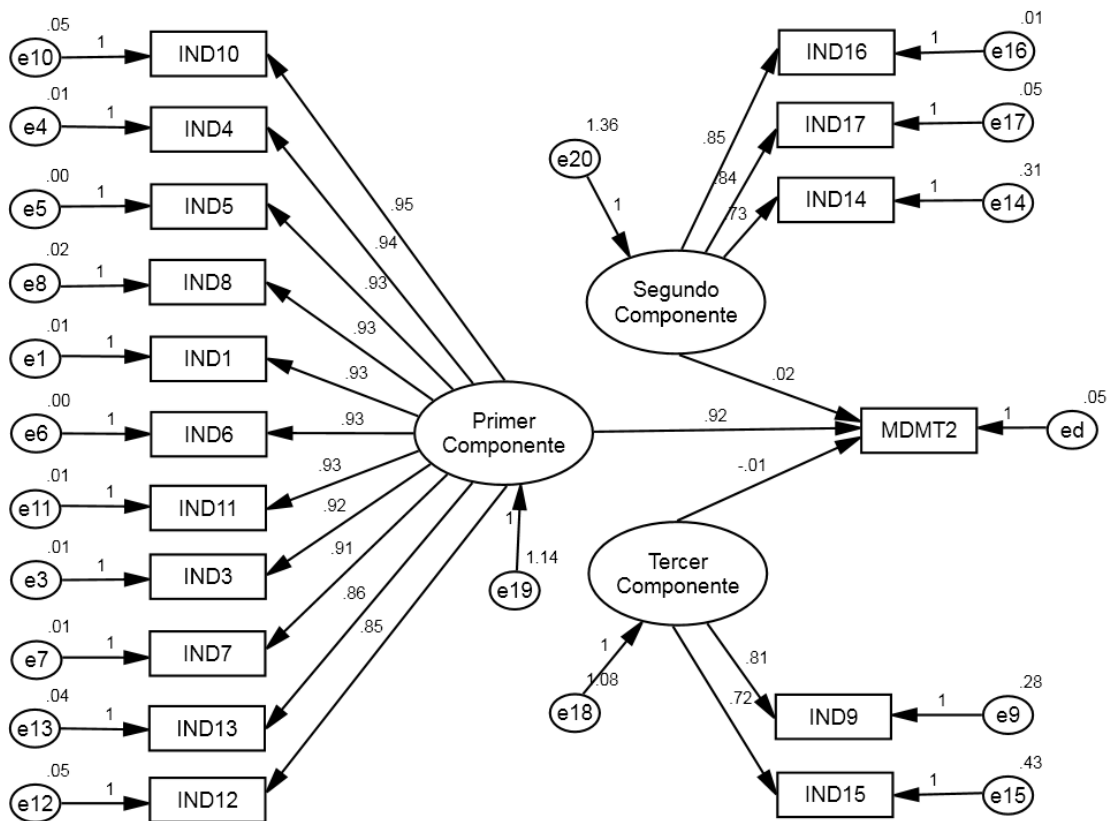 .05
e10
1
IND10
.01
e4
1
IND4
.00
e5
1
IND5
.02
e8
1
IND8
.01
e1
1
IND1
.00
e6
1
IND6
.01
e11
1
IND11
.01
e3
1
IND3
.01
e7
1
IND7
.04
e13
1
IND13
.05
e12
1
IND12
.95
.94
.93
.93
.93
.93
.93
.92
.91
.86
.85
Primer
Componente
1
1.14
e19
.92
1.36
e20
1
Segundo
Componente
.85
.84
.73
IND16
1
.01
e16
IND17
1
.05
e17
IND14
1
.31
e14
.02
MDMT2
1
.05
ed
-.01
Tercer
Componente
1
1.08
e18
.81
.72
IND9
1
.28
e9
IND15
1
.43
e15